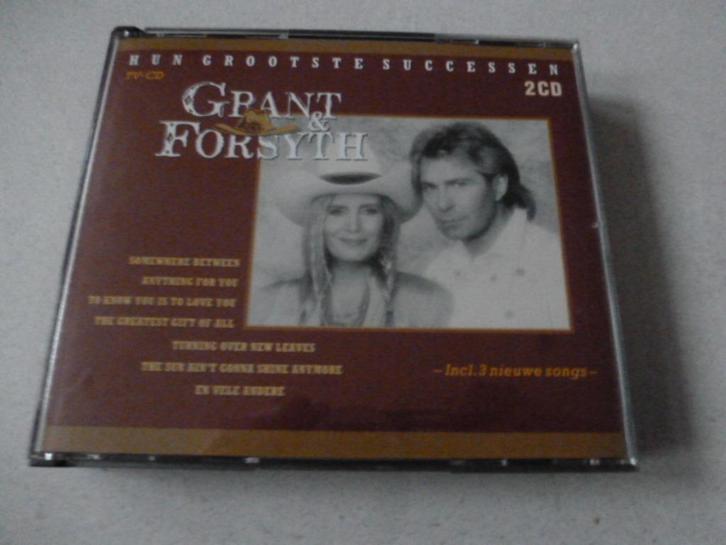 HUN GROOTSTE SUCCESSEN
TV-CD
2CD
GRANT
&
FORSYTH
SOMEWHERE BETWEEN
ANYTHING FOR YOU
TO KNOW YOU IS TO LOVE YOU
THE GREATEST GIFT OF ALL
TURNING OVER NEW LEAVES
THE SUN AIN'T GONNA SHINE ANYMORE
EN VELE ANDERE
– Incl. 3 nieuwe songs –